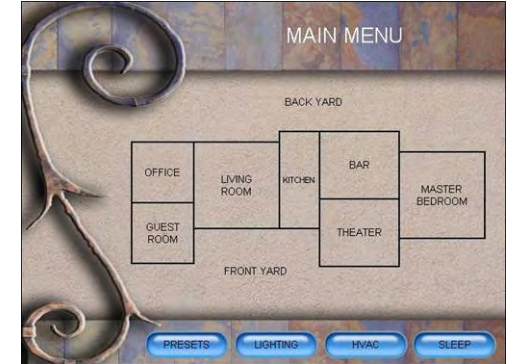 MAIN MENU
BACK YARD
OFFICE
LIVING
ROOM
KITCHEN
BAR
MASTER
BEDROOM
GUEST
ROOM
THEATER
FRONT YARD
PRESETS
LIGHTING
HVAC
SLEEP